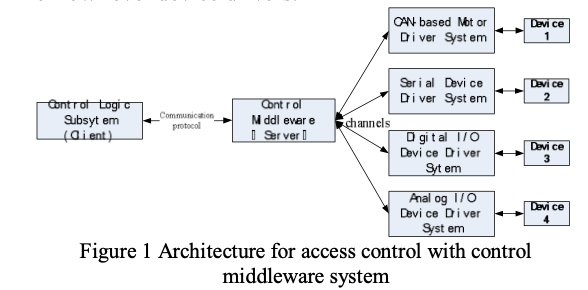 CAN-based Motor
Driver System
Device
1
Serial Device
Driver System
Device
2
Control Logic
Subsytem
(Client)
Communication
protocol
Control
Middleware
(Server)
channels
Digital I/O
Device Driver
Sytem
Device
3
Analog I/O
Device Driver
System
Device
4
Figure 1 Architecture for access control with control
middleware system